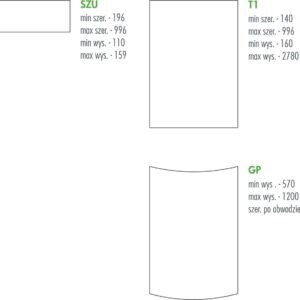 SZU
min szer. - 196
max szer. - 996
min wys. - 110
max wys. - 159
T1
min szer. - 140
max szer. - 996
min wys. - 160
max wys. - 2780
GP
min wys . - 570
max wys. - 1200
szer. po obwodzie